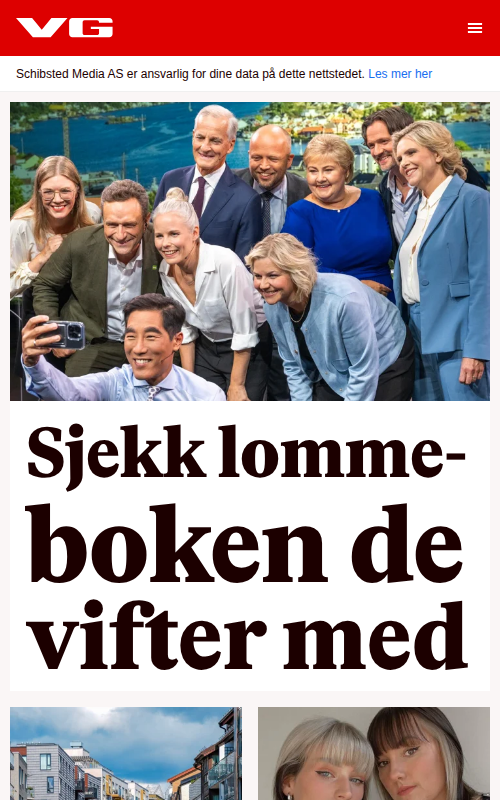 VG
Schibsted Media AS er ansvarlig for dine data på dette nettstedet. Les mer her
Sjekk lomme-
boken de
vifter med